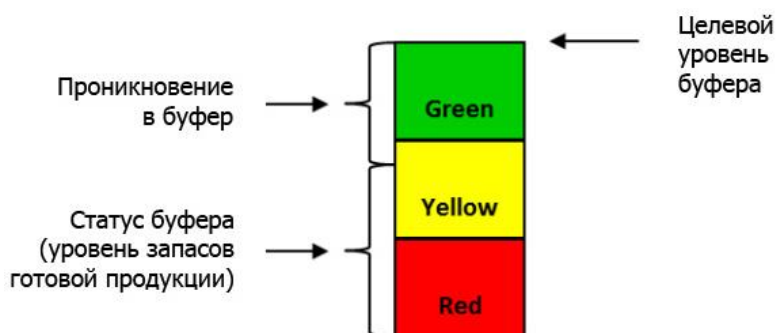 Целевой
уровень
буфера
Проникновение
в буфер
Green
Yellow
Статус буфера
(уровень запасов
готовой продукции)
Red